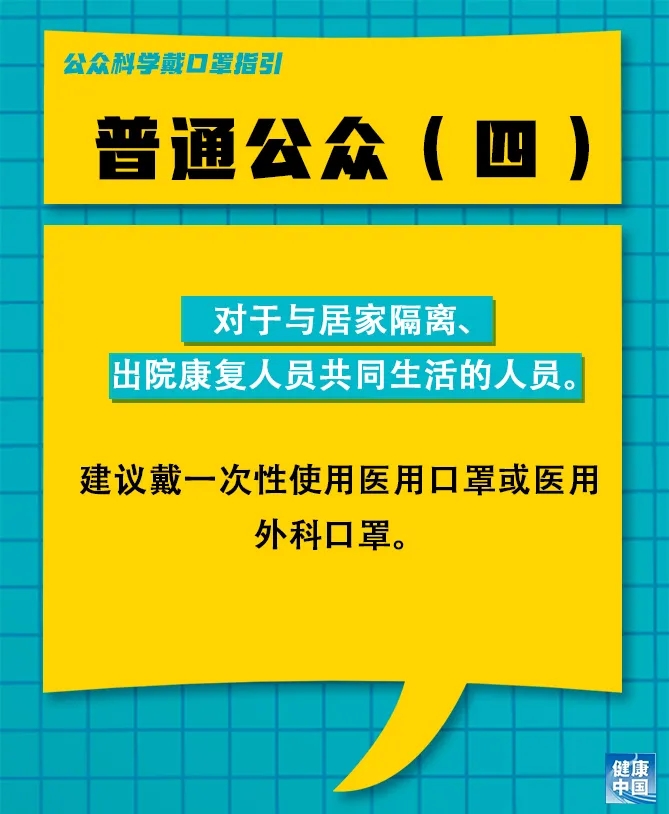 公众科学戴口罩指引
普通公众（四）
对于与居家隔离、
出院康复人员共同生活的人员。
建议戴一次性使用医用口罩或医用
外科口罩。
健康
中国